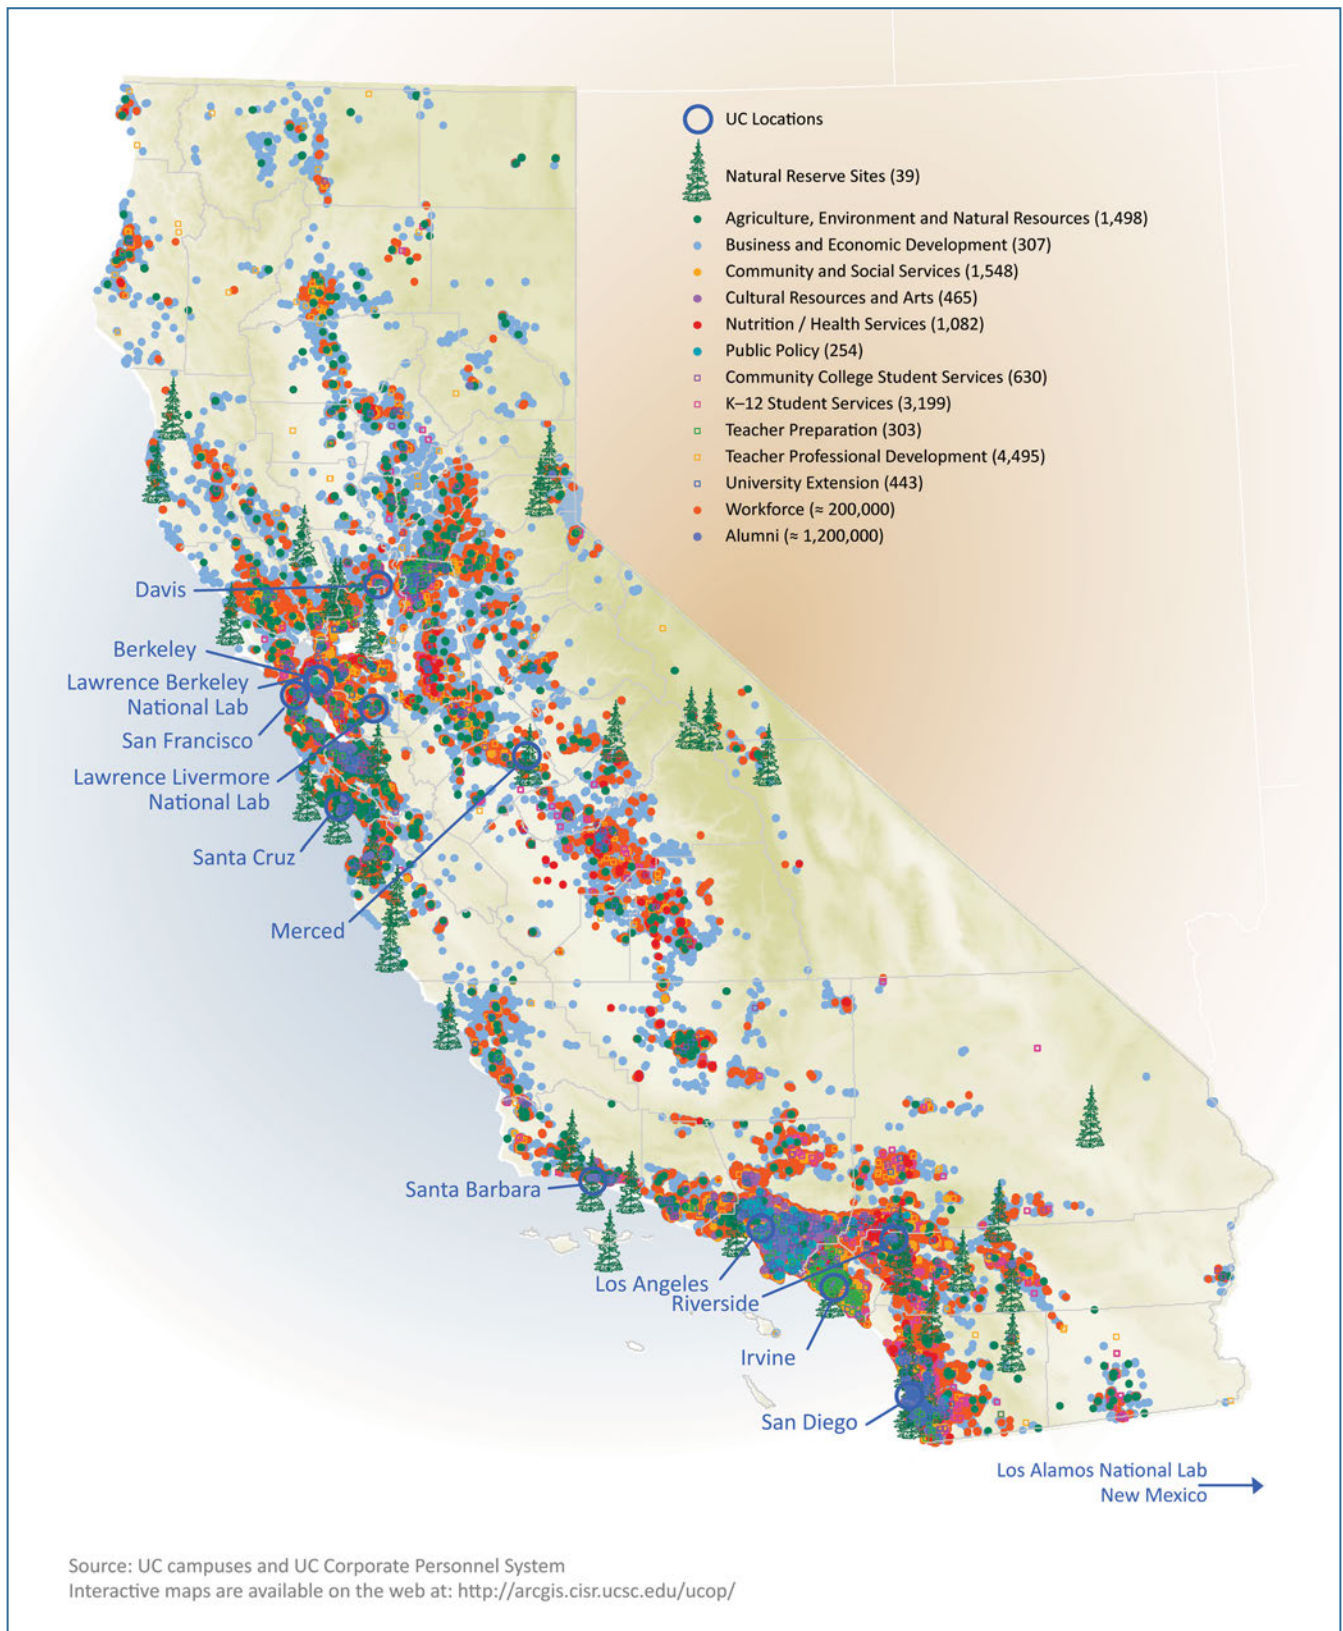 UC Locations
Natural Reserve Sites (39)
Agriculture, Environment and Natural Resources (1,498)
Business and Economic Development (307)
Community and Social Services (1,548)
Cultural Resources and Arts (465)
Nutrition / Health Services (1,082)
Public Policy (254)
Community College Student Services (630)
K–12 Student Services (3,199)
Teacher Preparation (303)
Teacher Professional Development (4,495)
University Extension (443)
Workforce (≈ 200,000)
Alumni (≈ 1,200,000)
Davis
Berkeley
Lawrence Berkeley
National Lab
San Francisco
Lawrence Livermore
National Lab
Santa Cruz
Merced
Santa Barbara
Los Angeles
Riverside
Irvine
San Diego
Los Alamos National Lab
New Mexico
Source: UC campuses and UC Corporate Personnel System
Interactive maps are available on the web at: http://arcgis.cisr.ucsc.edu/ucop/